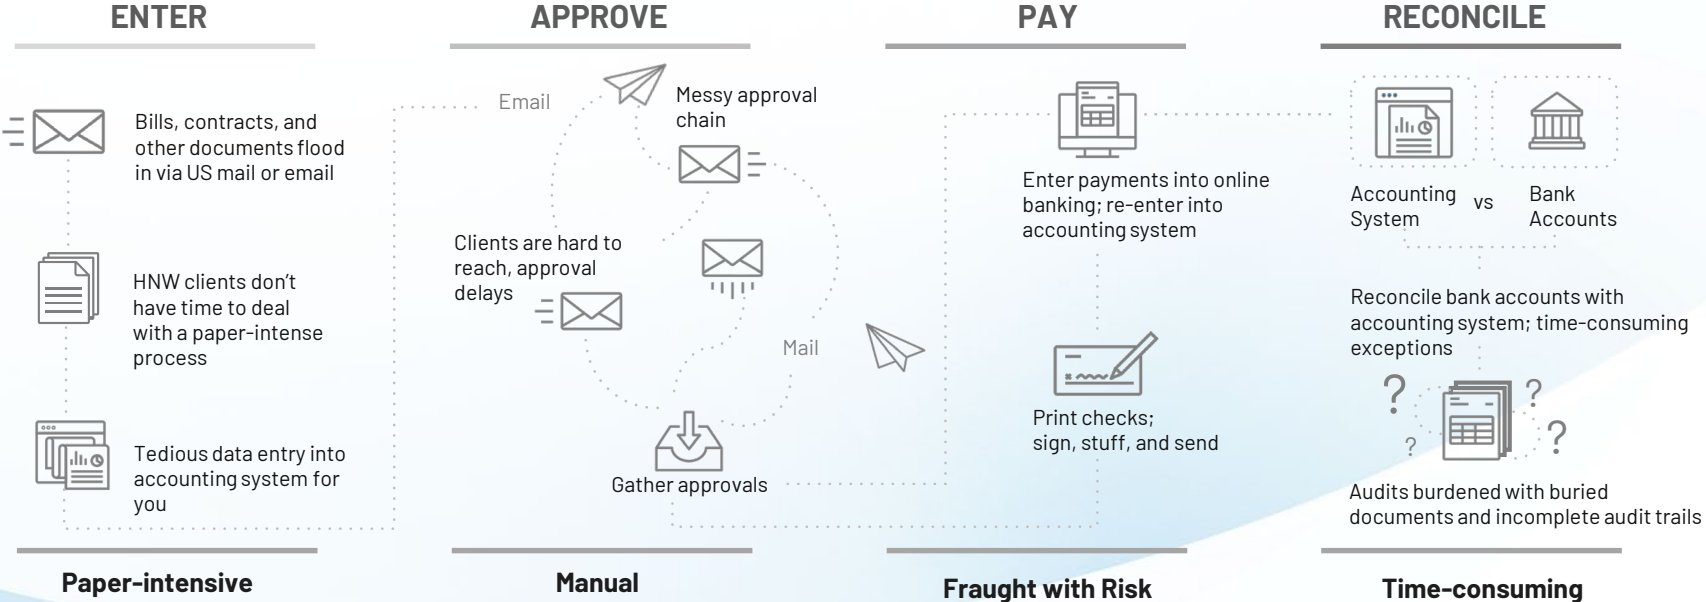 ENTER
Bills, contracts, and
other documents flood
in via US mail or email
HNW clients don't
have time to deal
with a paper-intense
process
Tedious data entry into
accounting system for
you
Paper-intensive
APPROVE
Email
Messy approval
chain
Clients are hard to
reach, approval
delays
Mail
Gather approvals
Manual
PAY
Enter payments into online
banking; re-enter into
accounting system
Print checks;
sign, stuff, and send
Fraught with Risk
RECONCILE
Accounting
System
vs
Bank
Accounts
Reconcile bank accounts with
accounting system; time-consuming
exceptions
?
?
?
?
Audits burdened with buried
documents and incomplete audit trails
Time-consuming